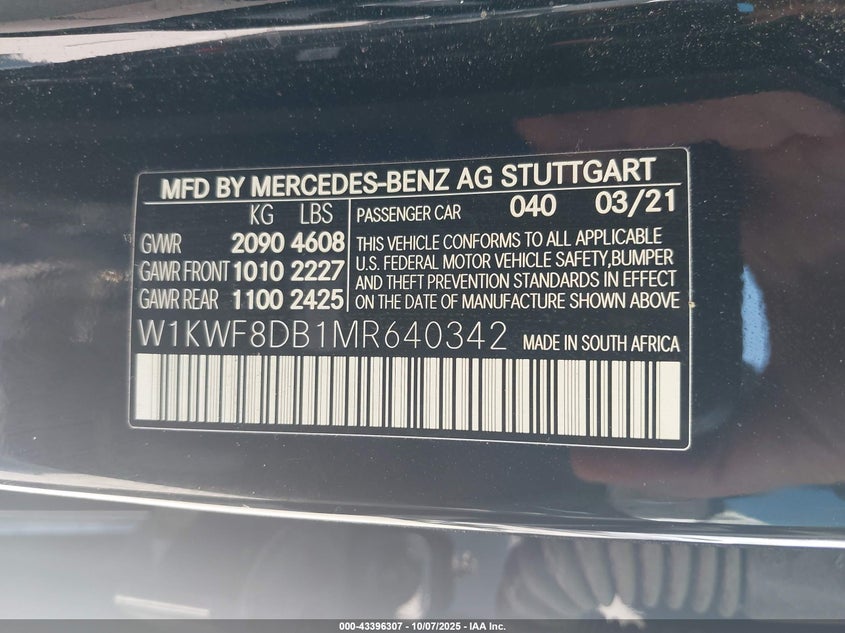 MFD BY MERCEDES-BENZ AG STUTTGART
KG LBS
GVWR 2090 4608
GAWR FRONT 1010 2227
GAWR REAR 1100 2425
PASSENGER CAR 040 03/21
THIS VEHICLE CONFORMS TO ALL APPLICABLE
U.S. FEDERAL MOTOR VEHICLE SAFETY,BUMPER
AND THEFT PREVENTION STANDARDS IN EFFECT
ON THE DATE OF MANUFACTURE SHOWN ABOVE
W1KWF8DB1MR640342 MADE IN SOUTH AFRICA
000-43396307 - 10/07/2025 - IAA Inc.